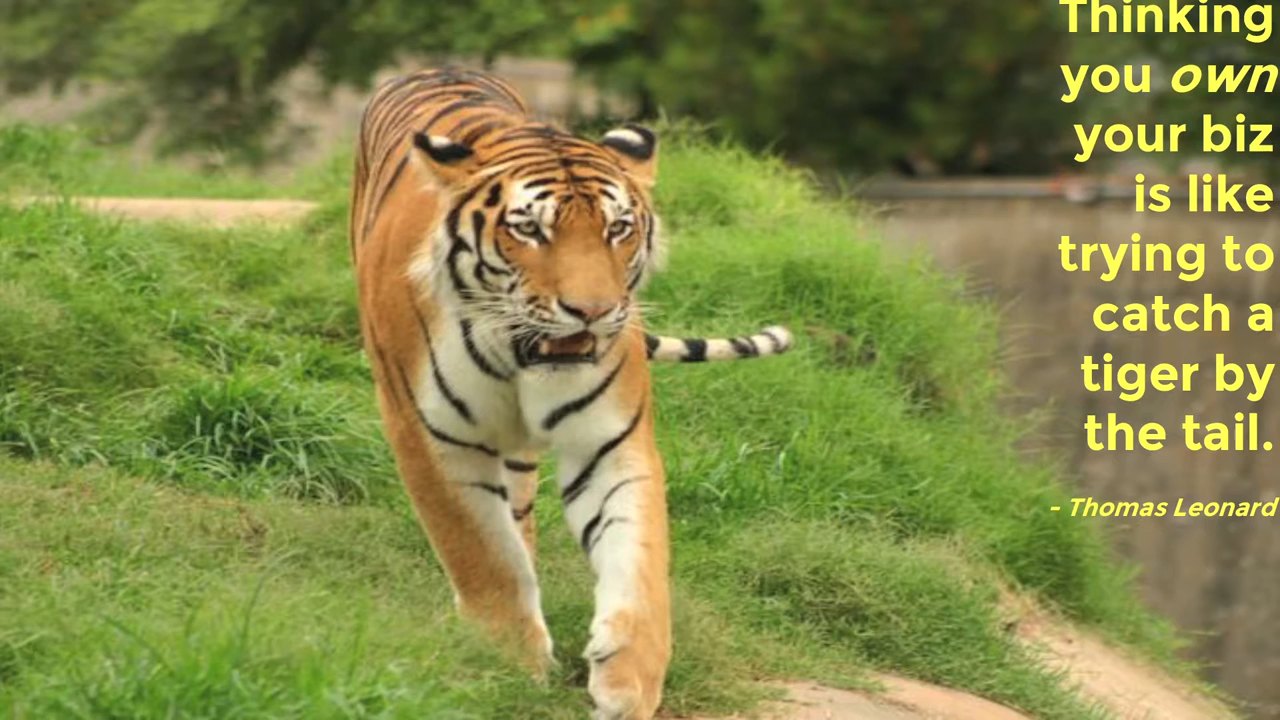 Thinking
you own
your biz
is like
trying to
catch a
tiger by
the tail.
- Thomas Leonard